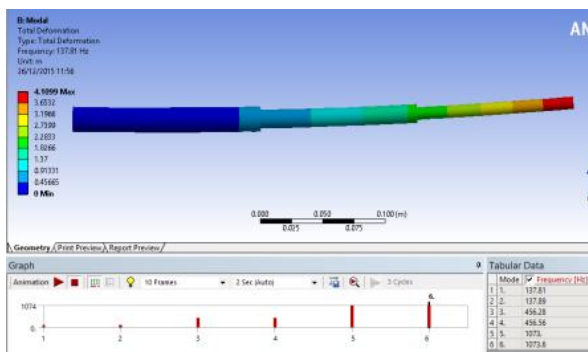 B: Modal
Total Deformation
Type: Total Deformation
Frequency: 137.81 Hz
Unit: m
26/12/2015 11:56
AN
4.1099 Max
3.6532
3.1966
2.7399
2.2833
1.8266
1.37
0.91331
0.45665
0 Min
0.000
0.050
0.100 (m)
0.025
0.075
Geometry Print Preview Report Preview
Graph
Animation
10 Frames
2 Sec (Auto)
3 Cycles
1074
0.
6.
1
2
3
4
5
6
Tabular Data
Mode Frequency [Hz]
1 1. 137.81
2 2. 137.89
3 3. 456.28
4 4. 456.56
5 5. 1073.
6 6. 1073.6